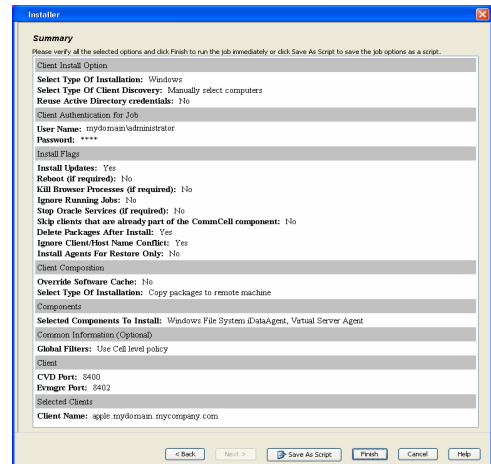 Installer
Summary
Please verify all the selected options and click Finish to run the job immediately or click Save As Script to save the job options as a script.
Client Install Option
Select Type Of Installation: Windows
Select Type Of Client Discovery: Manually select computers
Reuse Active Directory credentials: No
Client Authentication for Job
User Name: mydomain\administrator
Password: ****
Install Flags
Install Updates: Yes
Reboot (if required): No
Kill Browser Processes (if required): No
Ignore Running Jobs: No
Stop Oracle Services (if required): No
Skip clients that are already part of the CommCell component: No
Delete Packages After Install: Yes
Ignore Client/Host Name Conflict: Yes
Install Agents For Restore Only: No
Client Composition
Override Software Cache: No
Select Type Of Installation: Copy packages to remote machine
Components
Selected Components To Install: Windows File System iDataAgent, Virtual Server Agent
Common Information (Optional)
Global Filters: Use Cell level policy
Client
CVD Port: 8400
Evmgrc Port: 8402
Selected Clients
Client Name: apple.mydomain.mycompany.com
< Back Next > Save As Script Finish Cancel Help